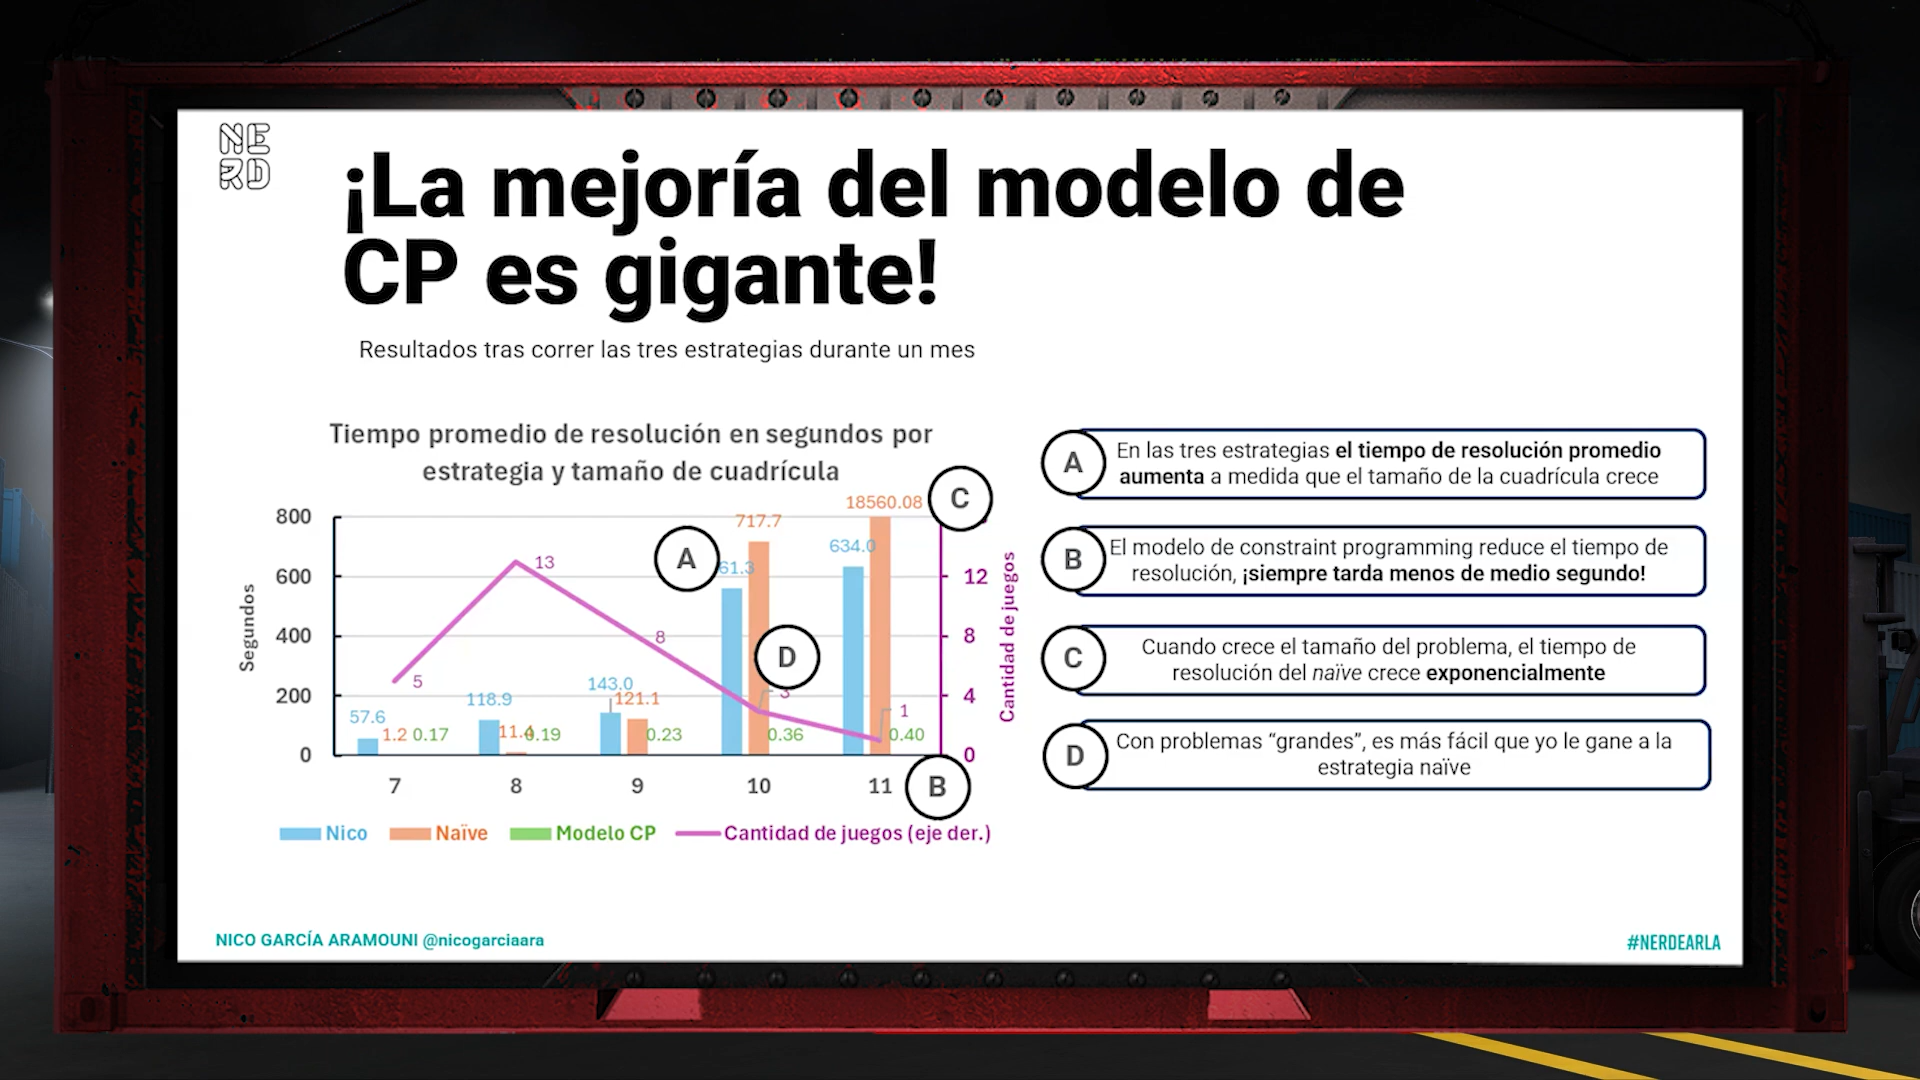 NE
RD
¡La mejoría del modelo de
CP es gigante!
Resultados tras correr las tres estrategias durante un mes
Tiempo promedio de resolución en segundos por
estrategia y tamaño de cuadrícula
Segundos
800
600
400
200
0
7
8
9
10
11
12
8
4
0
Cantidad de juegos
57.6
1.2
0.17
118.9
11.4
0.19
143.0
121.1
0.23
717.7
0.36
634.0
18560.08
0.40
5
13
8
3
1
A
B
C
D
Nico
Naïve
Modelo CP
Cantidad de juegos (eje der.)
A
En las tres estrategias el tiempo de resolución promedio
aumenta a medida que el tamaño de la cuadrícula crece
B
El modelo de constraint programming reduce el tiempo de
resolución, ¡siempre tarda menos de medio segundo!
C
Cuando crece el tamaño del problema, el tiempo de
resolución del naïve crece exponencialmente
D
Con problemas “grandes”, es más fácil que yo le gane a la
estrategia naïve
NICO GARCÍA ARAMOUNI @nicogarciaara
#NERDEARLA